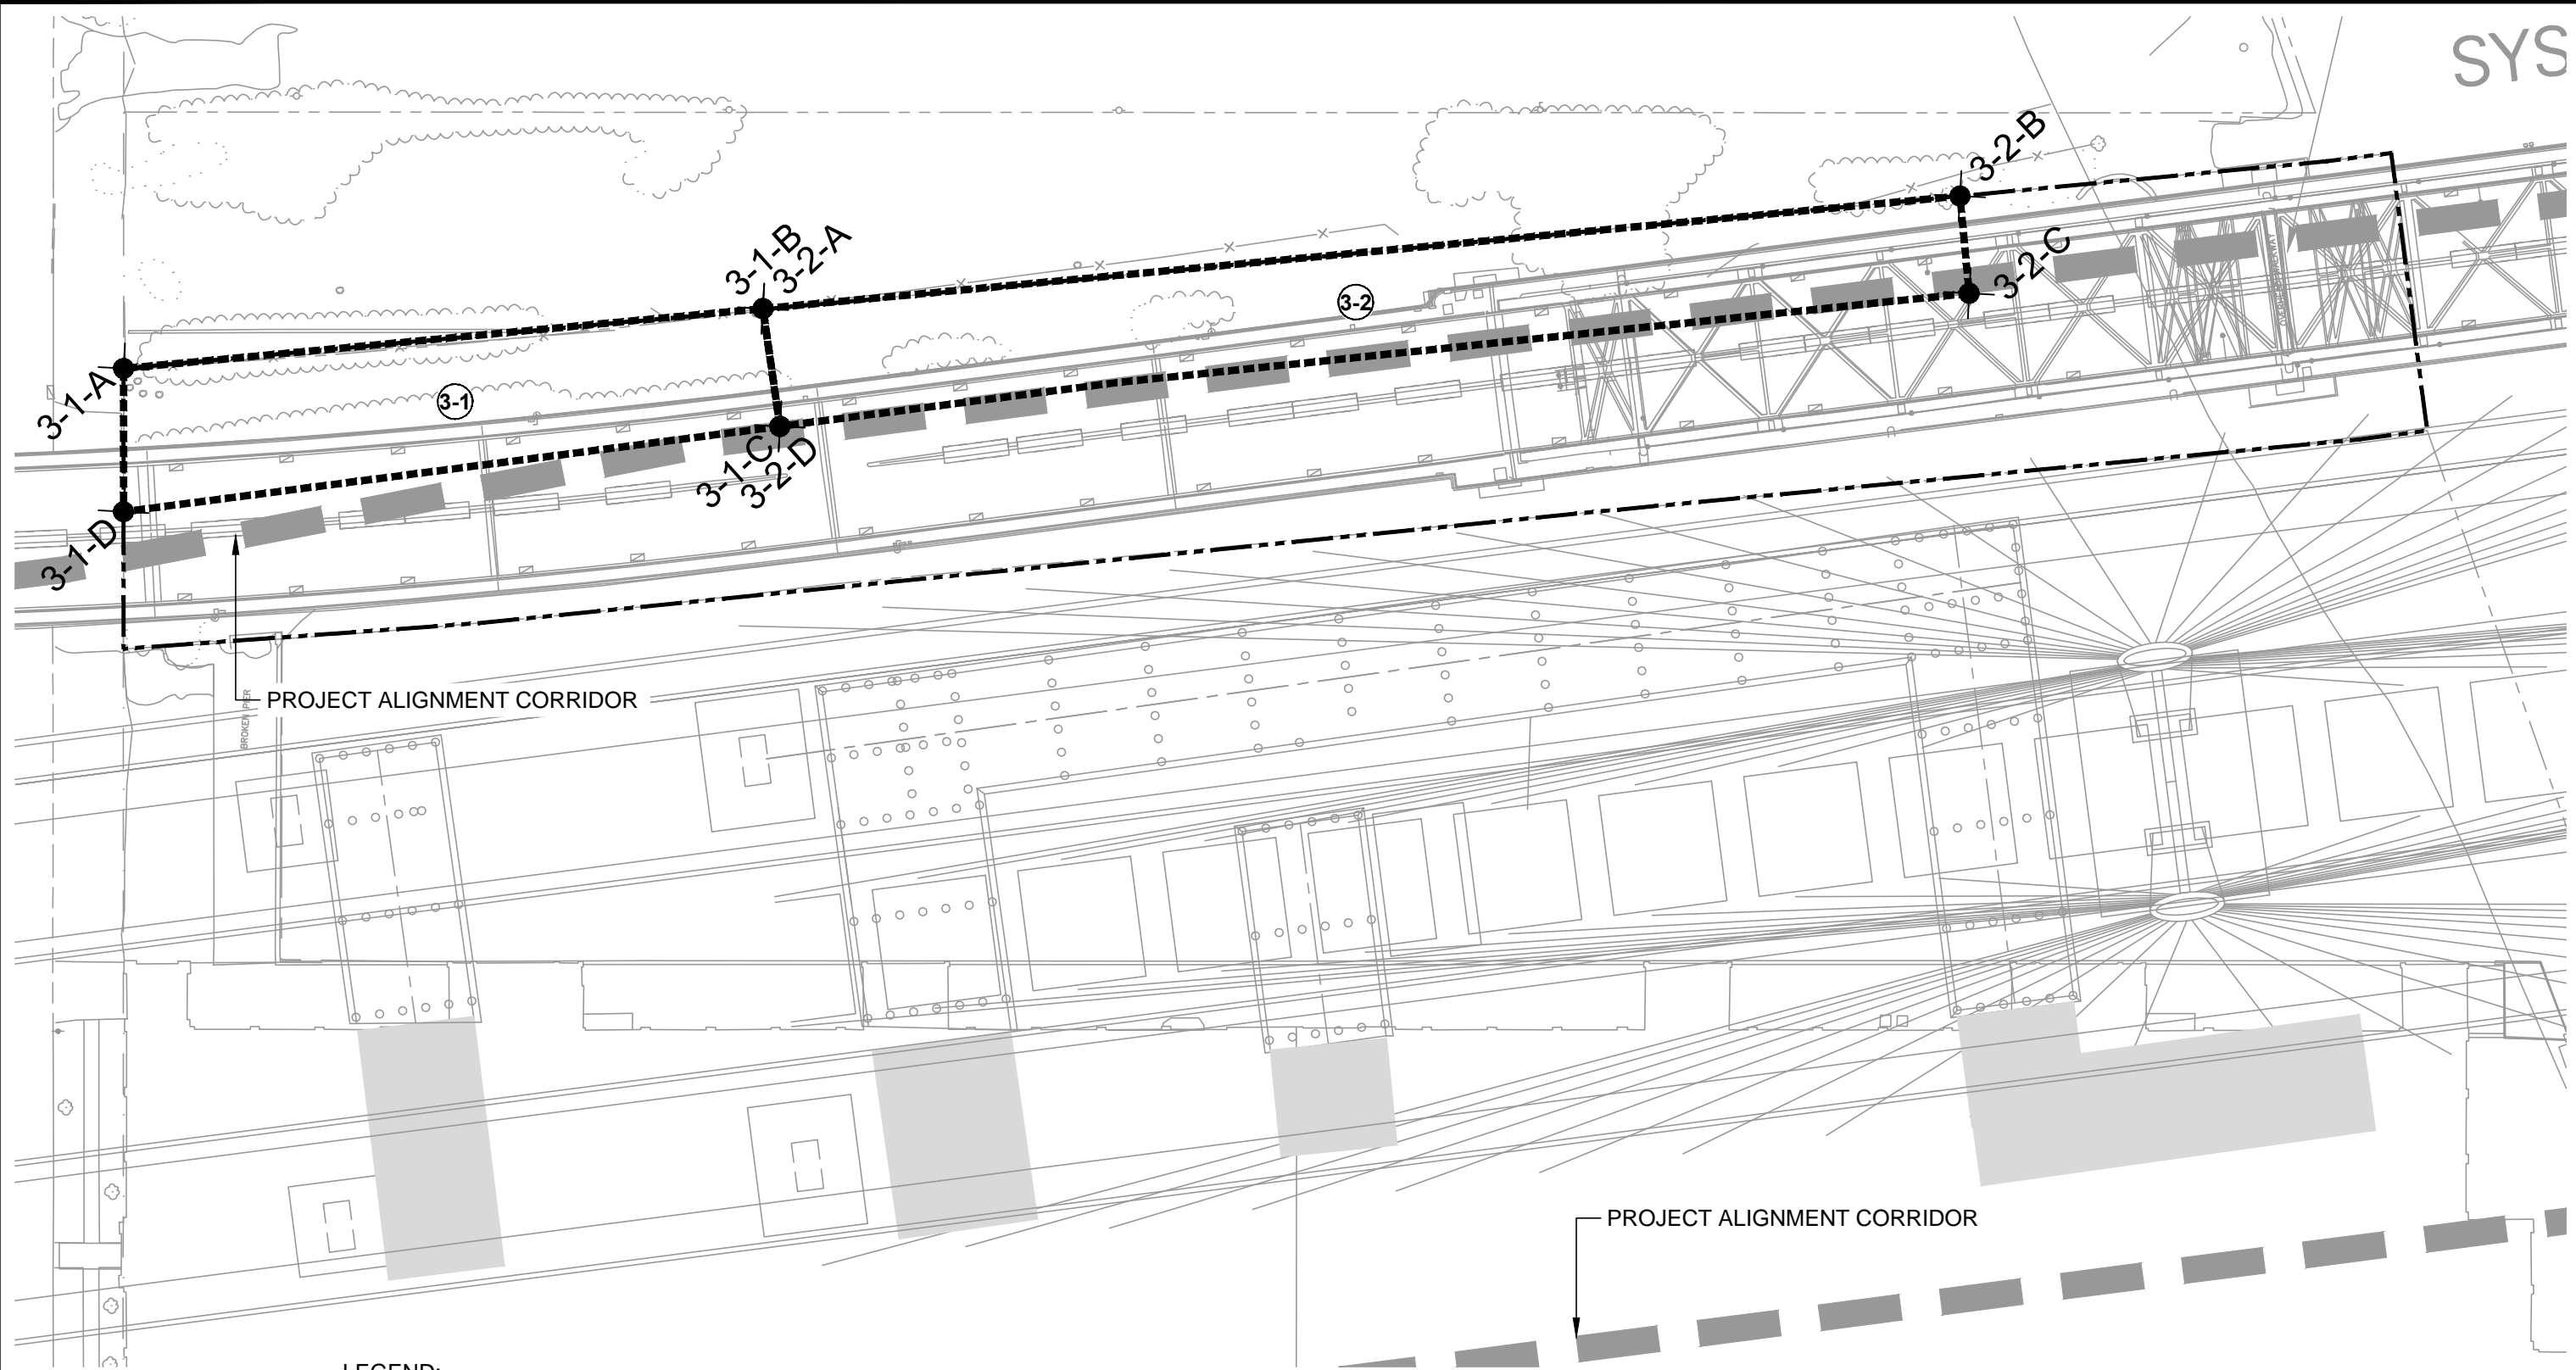 SYS
3-2-B
3-1-B
3-2-A
3-2-C
3-2
3-1-A
3-1
3-1-C
3-2-D
3-1-D
PROJECT ALIGNMENT CORRIDOR
BROKEN PIER
PROJECT ALIGNMENT CORRIDOR
LEGEND: